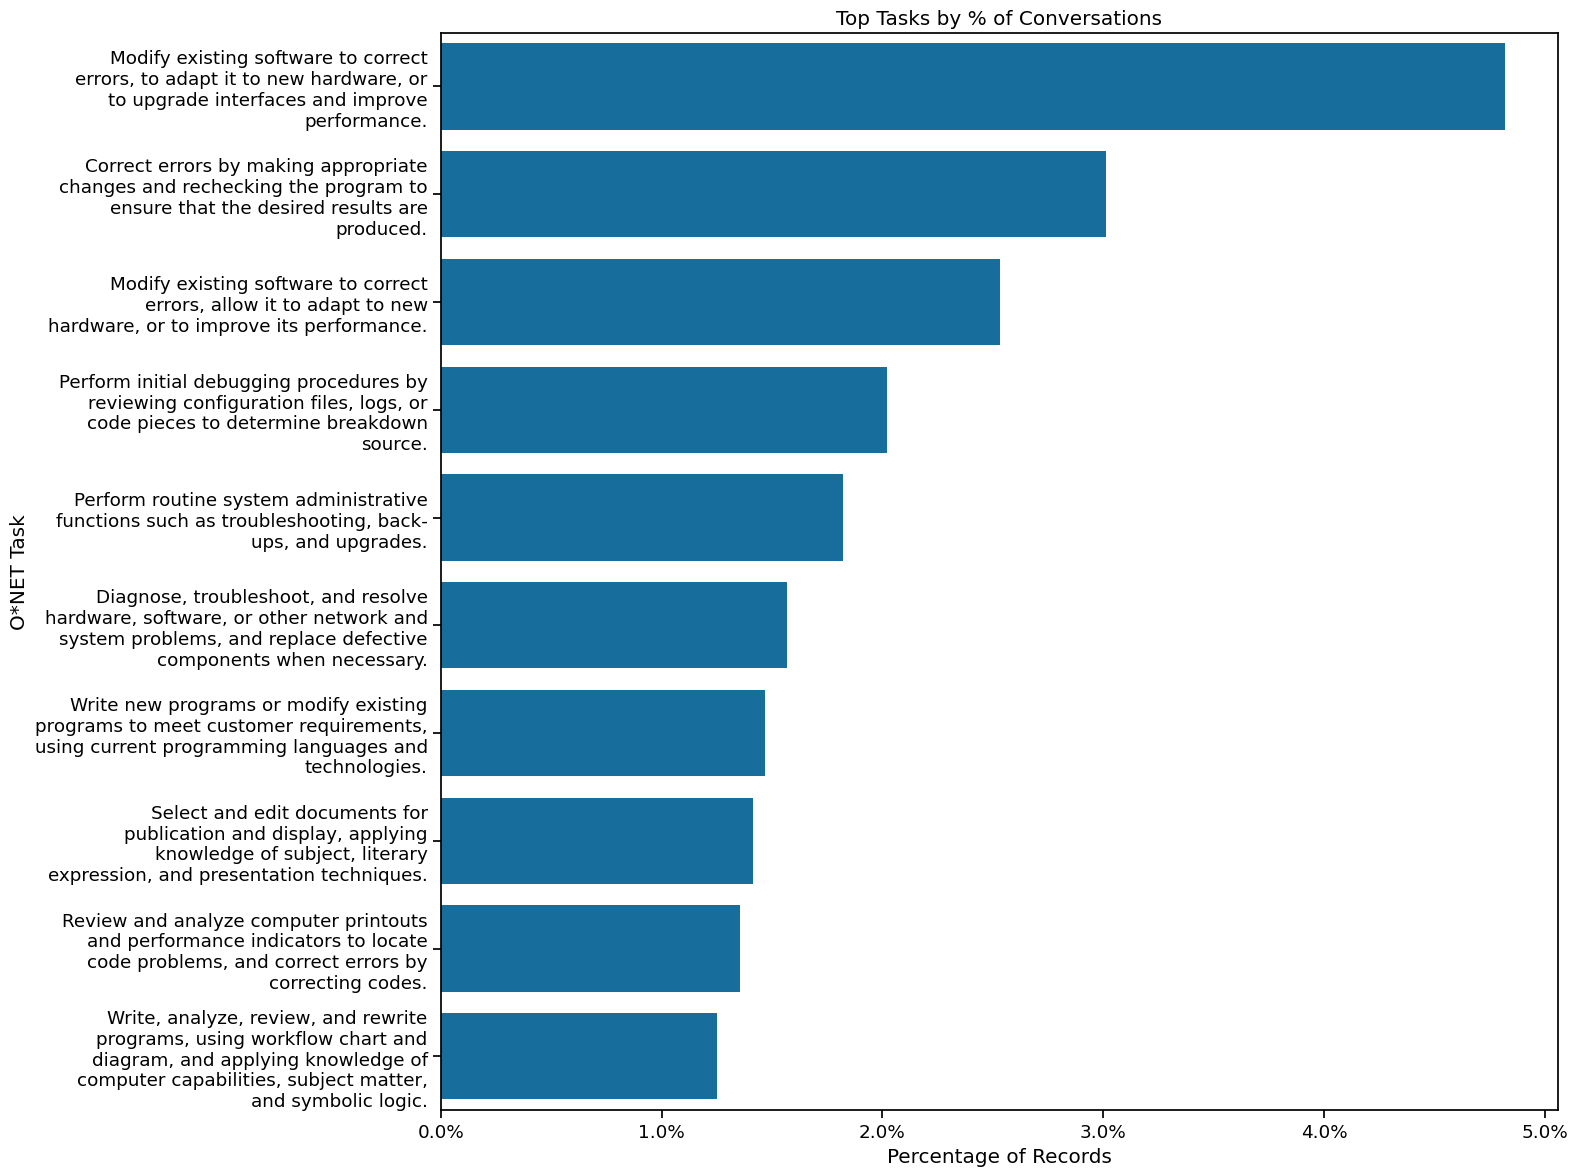 Top Tasks by % of Conversations
Modify existing software to correct
errors, to adapt it to new hardware, or
to upgrade interfaces and improve
performance.
Correct errors by making appropriate
changes and rechecking the program to
ensure that the desired results are
produced.
Modify existing software to correct
errors, allow it to adapt to new
hardware, or to improve its performance.
Perform initial debugging procedures by
reviewing configuration files, logs, or
code pieces to determine breakdown
source.
Perform routine system administrative
functions such as troubleshooting, back-
ups, and upgrades.
Diagnose, troubleshoot, and resolve
hardware, software, or other network and
system problems, and replace defective
components when necessary.
Write new programs or modify existing
programs to meet customer requirements,
using current programming languages and
technologies.
Select and edit documents for
publication and display, applying
knowledge of subject, literary
expression, and presentation techniques.
Review and analyze computer printouts
and performance indicators to locate
code problems, and correct errors by
correcting codes.
Write, analyze, review, and rewrite
programs, using workflow chart and
diagram, and applying knowledge of
computer capabilities, subject matter,
and symbolic logic.
O*NET Task
0.0% 1.0% 2.0% 3.0% 4.0% 5.0%
Percentage of Records